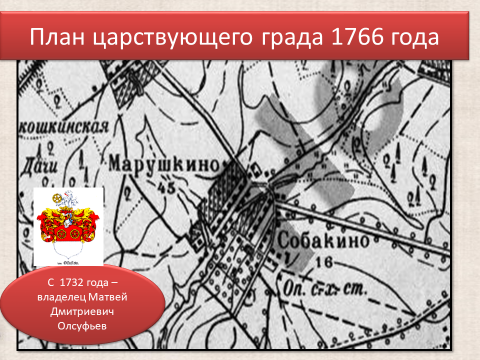 План царствующего града 1766 года
кошкинская
Дачи
Марушкино
45
Собакино
16
Оп. с.-х. ст.
С 1732 года –
владелец Матвей
Дмитриевич
Олсуфьев